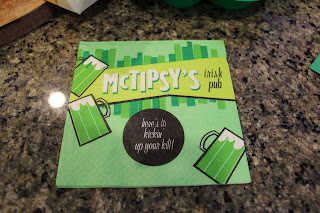 McTIPSY'S
irish
pub
here's to
kickin'
up your kilt!